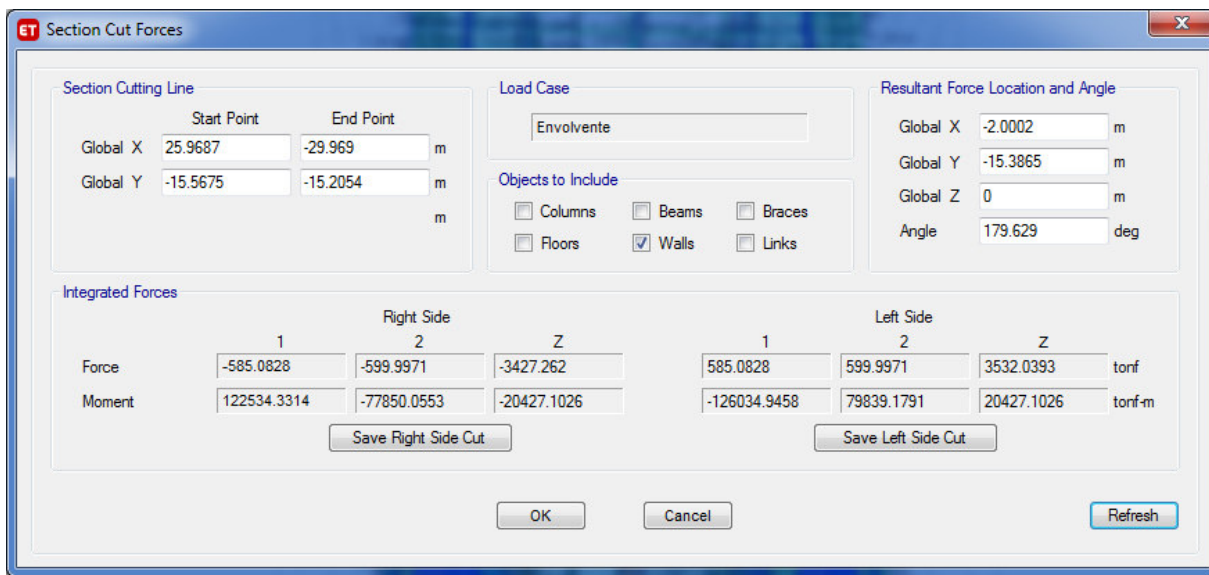 ET Section Cut Forces
Section Cutting Line
Start Point End Point
Global X 25.9687 -29.969 m
Global Y -15.5675 -15.2054 m
m
Load Case
Envolvente
Objects to Include
Columns Beams Braces
Floors Walls Links
Resultant Force Location and Angle
Global X -2.0002 m
Global Y -15.3865 m
Global Z 0 m
Angle 179.629 deg
Integrated Forces
Right Side Left Side
1 2 Z 1 2 Z
Force -585.0828 -599.9971 -3427.262 585.0828 599.9971 3532.0393 tonf
Moment 122534.3314 -77850.0553 -20427.1026 -126034.9458 79839.1791 20427.1026 tonf-m
Save Right Side Cut Save Left Side Cut
OK Cancel Refresh